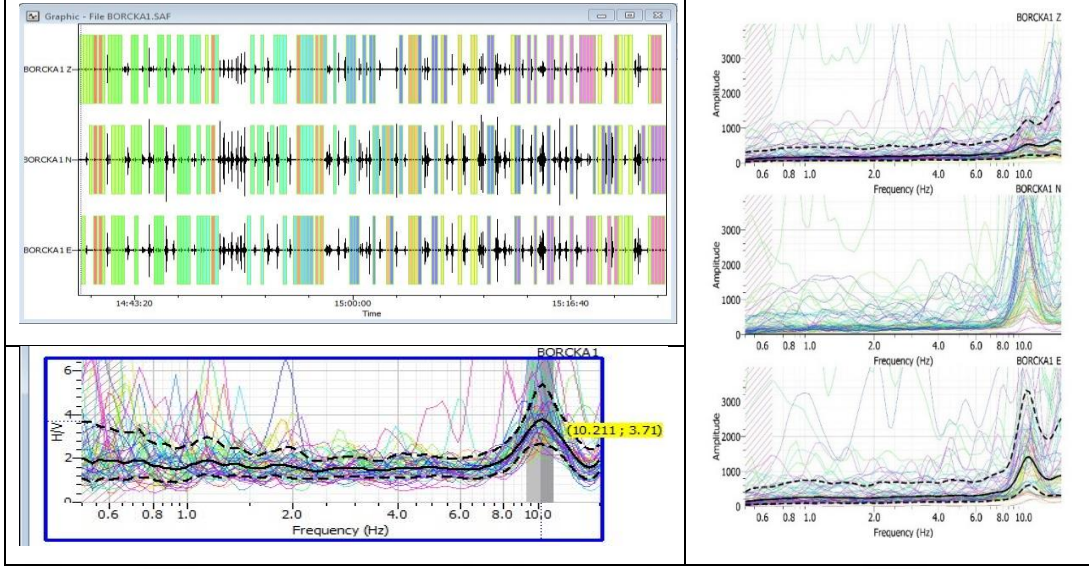 Graphic - File BORCKA1.SAF
BORCKA1 Z
BORCKA1 N
BORCKA1 E
14:43:20 15:00:00 15:16:40
Time
BORCKA1
H/V
6
4
2
0
(10.211 ; 3.71)
0.6 0.8 1.0 2.0 4.0 6.0 8.0 10.0
Frequency (Hz)
BORCKA1 Z
Amplitude
3000
2000
1000
0
0.6 0.8 1.0 2.0 4.0 6.0 8.0 10.0
Frequency (Hz)
BORCKA1 N
Amplitude
3000
2000
1000
0
0.6 0.8 1.0 2.0 4.0 6.0 8.0 10.0
Frequency (Hz)
BORCKA1 E
Amplitude
3000
2000
1000
0
0.6 0.8 1.0 2.0 4.0 6.0 8.0 10.0
Frequency (Hz)